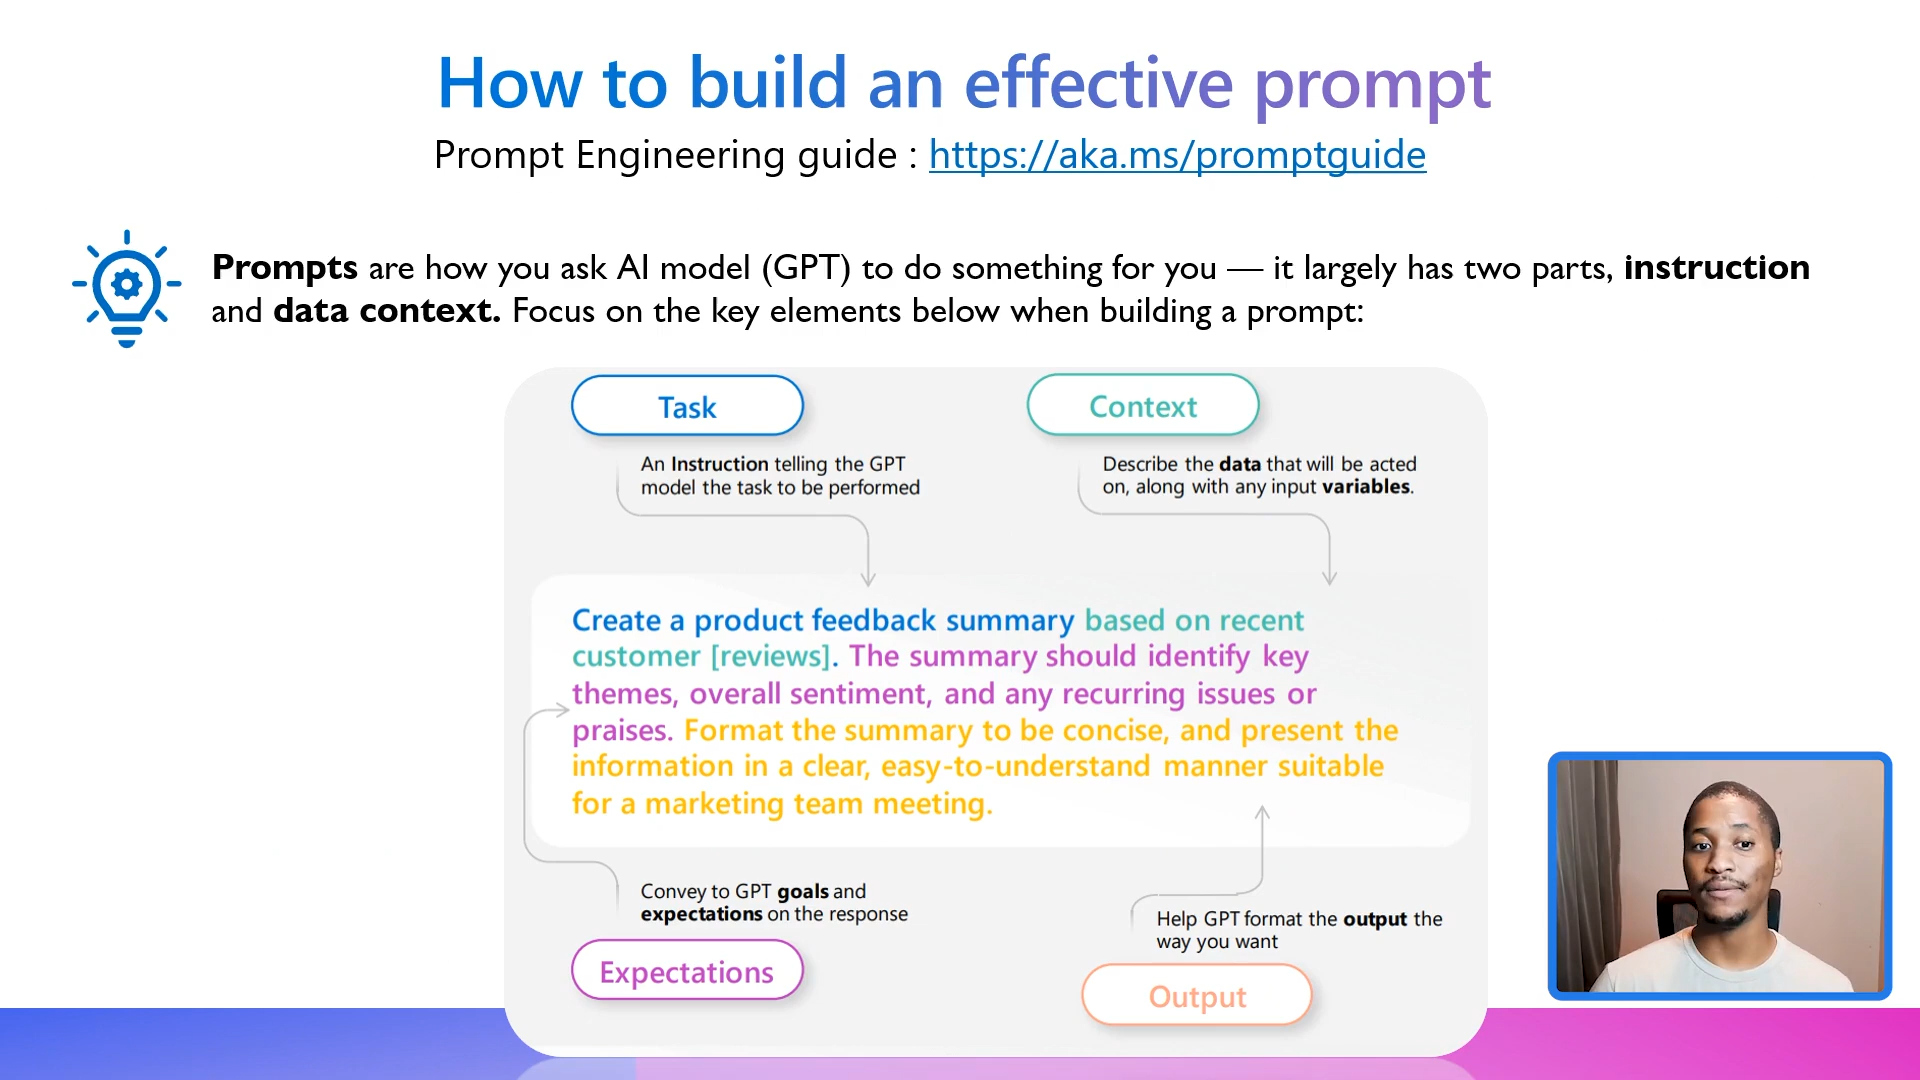 How to build an effective prompt
Prompt Engineering guide : https://aka.ms/promptguide
Prompts are how you ask AI model (GPT) to do something for you — it largely has two parts, instruction
and data context. Focus on the key elements below when building a prompt:
Task
An Instruction telling the GPT
model the task to be performed
Context
Describe the data that will be acted
on, along with any input variables.
Create a product feedback summary based on recent
customer [reviews]. The summary should identify key
themes, overall sentiment, and any recurring issues or
praises. Format the summary to be concise, and present the
information in a clear, easy-to-understand manner suitable
for a marketing team meeting.
Convey to GPT goals and
expectations on the response
Expectations
Help GPT format the output the
way you want
Output